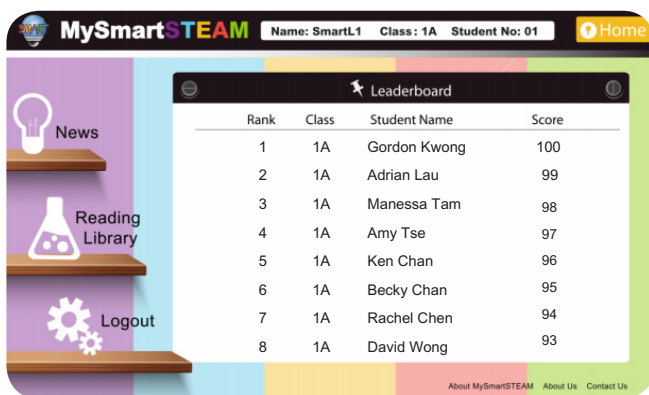 SMART MySmartSTEAM Name: SmartL1 Class: 1A Student No: 01 Home
Leaderboard
News
Reading
Library
Logout
Rank Class Student Name Score
1 1A Gordon Kwong 100
2 1A Adrian Lau 99
3 1A Manessa Tam 98
4 1A Amy Tse 97
5 1A Ken Chan 96
6 1A Becky Chan 95
7 1A Rachel Chen 94
8 1A David Wong 93
About MySmartSTEAM About Us Contact Us